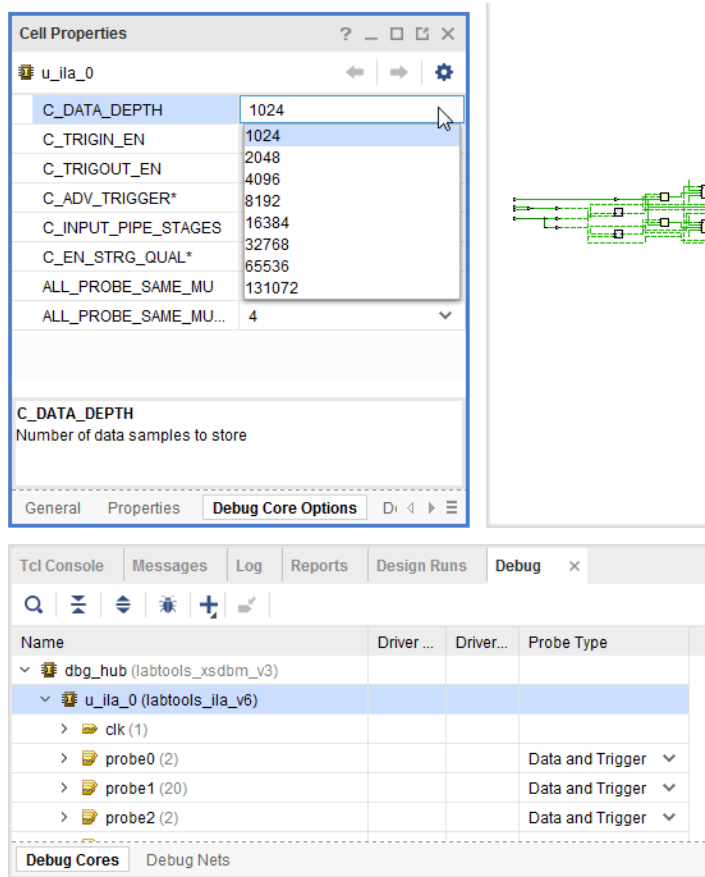 Cell Properties
u_ila_0
C_DATA_DEPTH 1024
C_TRIGIN_EN 1024
C_TRIGOUT_EN 2048
4096
C_ADV_TRIGGER* 8192
C_INPUT_PIPE_STAGES 16384
C_EN_STRG_QUAL* 32768
65536
ALL_PROBE_SAME_MU 131072
ALL_PROBE_SAME_MU... 4
C_DATA_DEPTH
Number of data samples to store
General Properties Debug Core Options
Tcl Console Messages Log Reports Design Runs Debug
Name Driver ... Driver... Probe Type
dbg_hub (labtools_xsdbm_v3)
u_ila_0 (labtools_ila_v6)
clk (1)
probe0 (2) Data and Trigger
probe1 (20) Data and Trigger
probe2 (2) Data and Trigger
Debug Cores Debug Nets